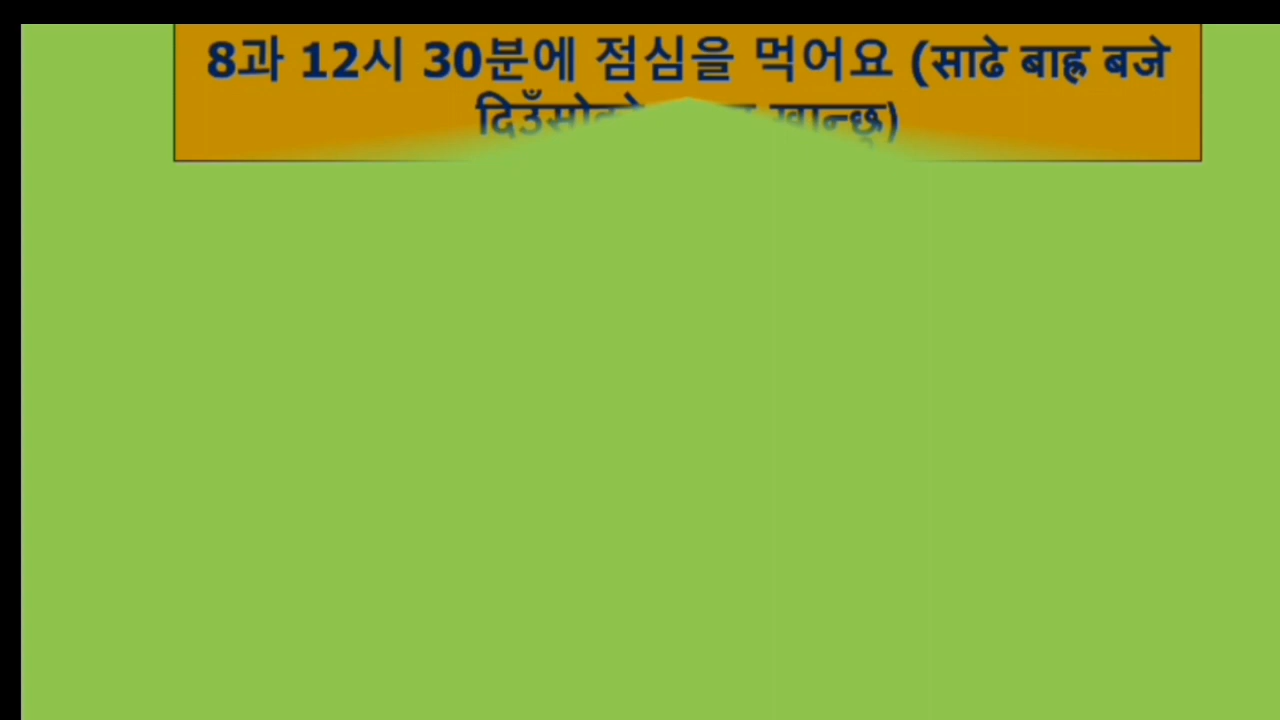 8과 12시 30분에 점심을 먹어요 (साढे बाह्र बजे
खान्छु)